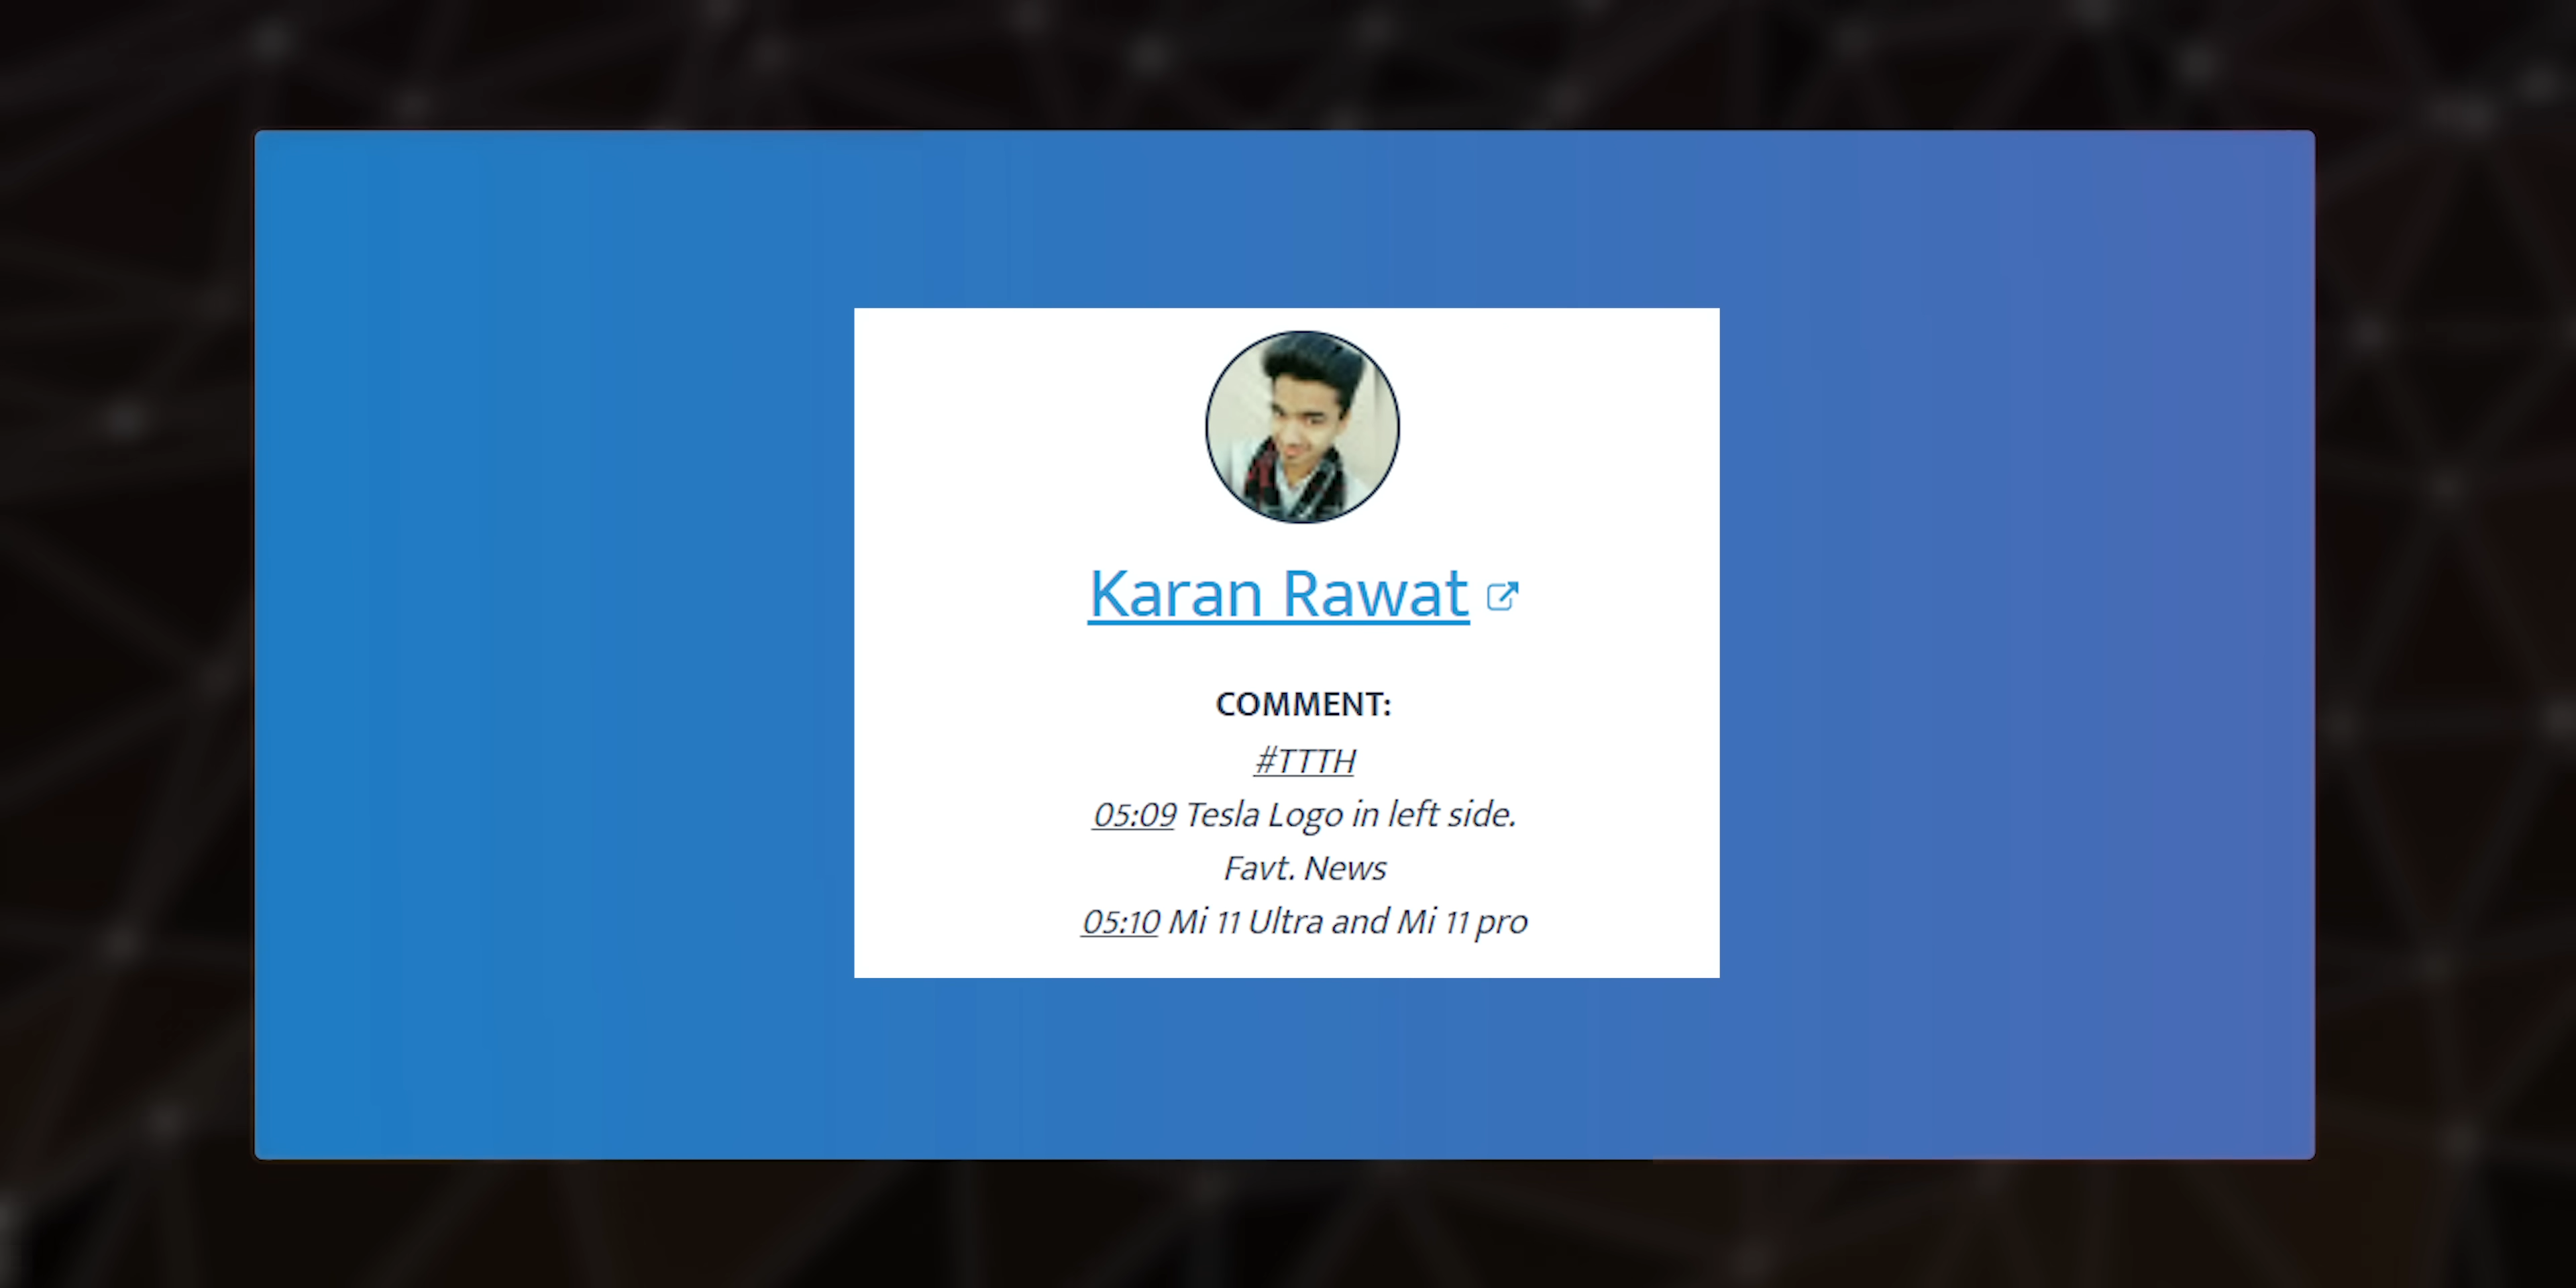 Karan Rawat
COMMENT:
#TTTH
05:09 Tesla Logo in left side.
Favt. News
05:10 Mi 11 Ultra and Mi 11 pro